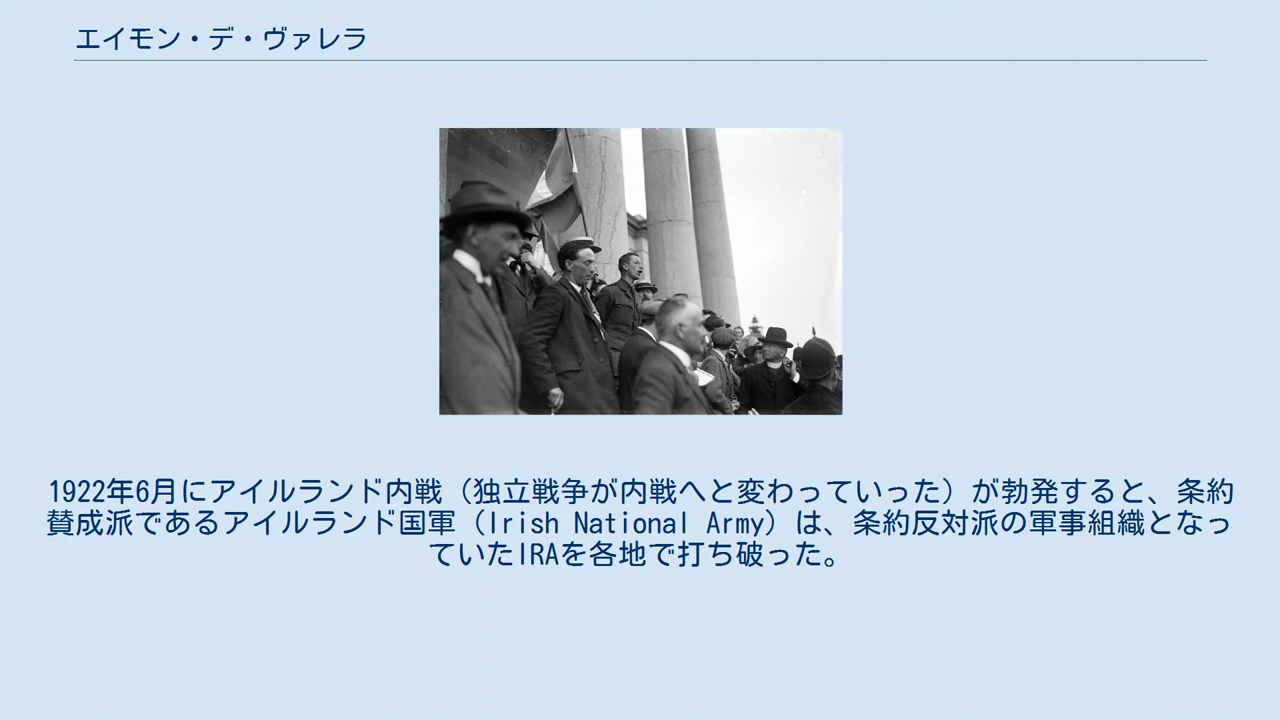 エイモン・デ・ヴァレラ
1922年6月にアイルランド内戦（独立戦争が内戦へと変わっていった）が勃発すると、条約
賛成派であるアイルランド国軍（Irish National Army）は、条約反対派の軍事組織となっ
ていたIRAを各地で打ち破った。